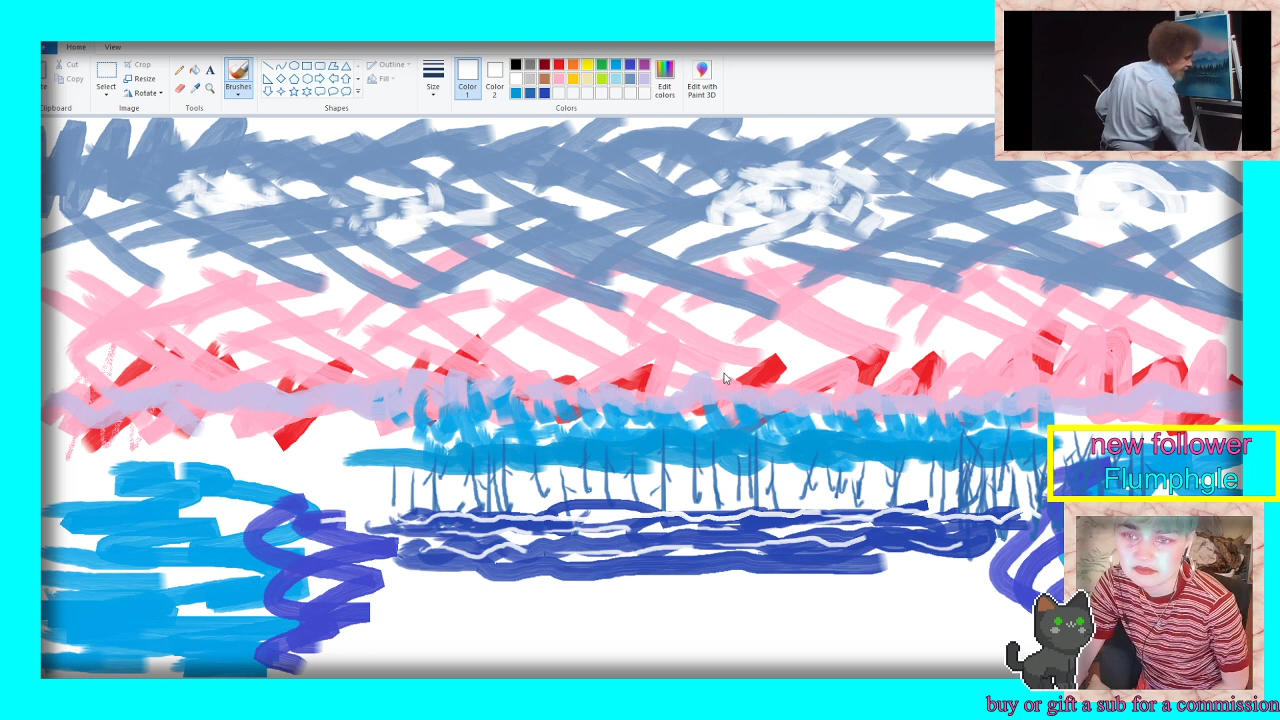 Home View
Cut
Copy
Clipboard
Select
Crop
Resize
Rotate
Image
A
Tools
Brushes
Outline
Fill
Shapes
Size
Color
1
Color
2
Edit
colors
Colors
Edit with
Paint 3D
new follower
Flumphgle
buy or gift a sub for a commission